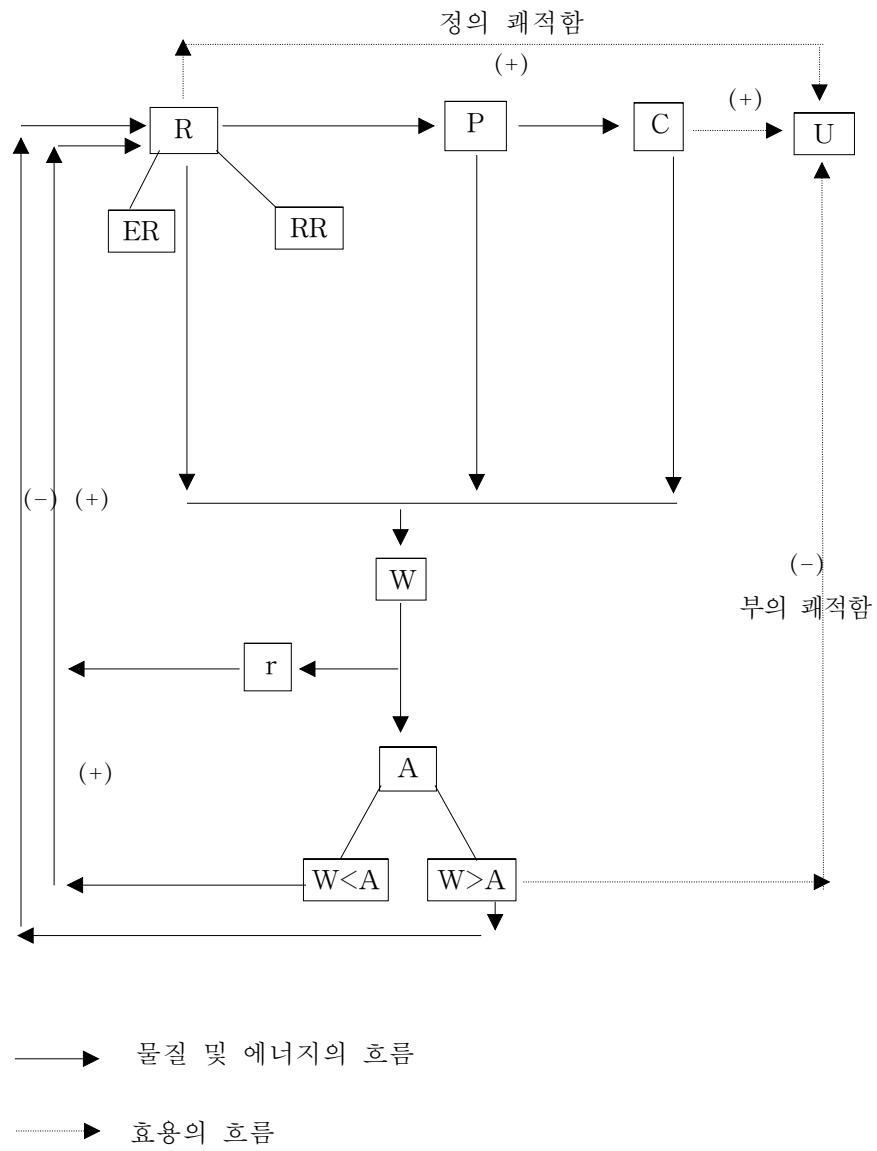 정의 쾌적함
(+)
(+)
R
P
C
U
ER
RR
(-) (+)
(-)
W
부의 쾌적함
r
A
(+)
W<A
W>A
물질 및 에너지의 흐름
효용의 흐름